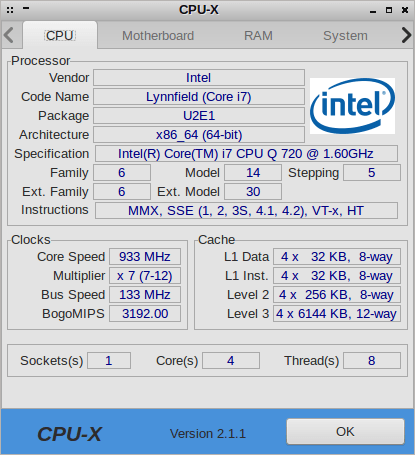 CPU-X
CPU Motherboard RAM System
Processor
Vendor Intel
Code Name Lynnfield (Core i7)
Package U2E1
Architecture x86_64 (64-bit)
intel
Specification Intel(R) Core(TM) i7 CPU Q 720 @ 1.60GHz
Family 6 Model 14 Stepping 5
Ext. Family 6 Ext. Model 30
Instructions MMX, SSE (1, 2, 3S, 4.1, 4.2), VT-x, HT
Clocks
Core Speed 933 MHz
Multiplier x 7 (7-12)
Bus Speed 133 MHz
BogoMIPS 3192.00
Cache
L1 Data 4 x 32 KB, 8-way
L1 Inst. 4 x 32 KB, 8-way
Level 2 4 x 256 KB, 8-way
Level 3 4 x 6144 KB, 12-way
Sockets(s) 1 Core(s) 4 Thread(s) 8
CPU-X Version 2.1.1 OK